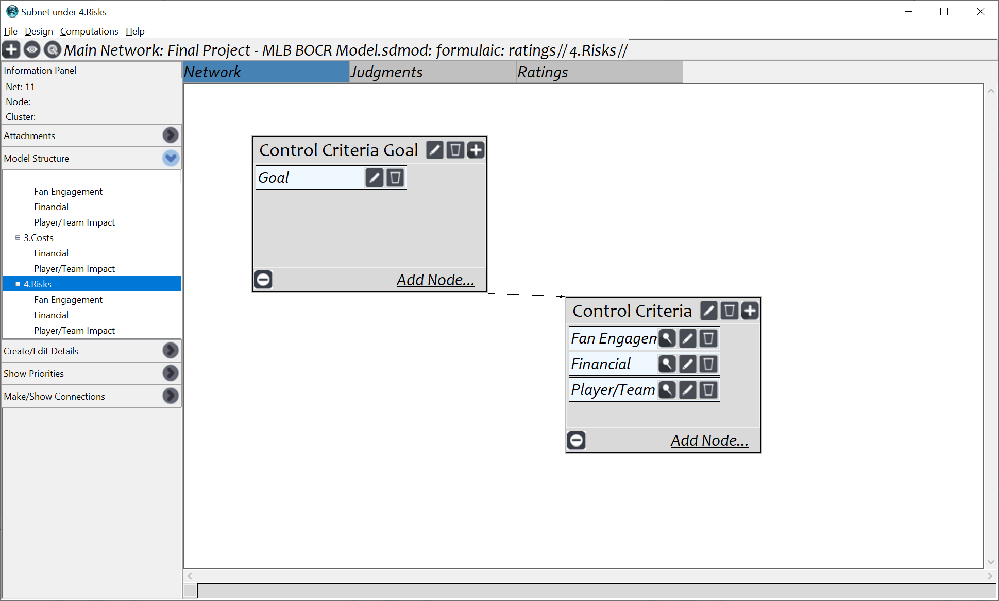 Subnet under 4.Risks
File Design Computations Help
Main Network: Final Project - MLB BOCR Model.sdmod: formulaic: ratings// 4.Risks//
Information Panel
Net: 11
Node:
Cluster:
Attachments
Model Structure
Fan Engagement
Financial
Player/Team Impact
3.Costs
Financial
Player/Team Impact
4.Risks
Fan Engagement
Financial
Player/Team Impact
Create/Edit Details
Show Priorities
Make/Show Connections
Network Judgments Ratings
Control Criteria Goal
Goal
Add Node...
Control Criteria
Fan Engagem
Financial
Player/Team
Add Node...